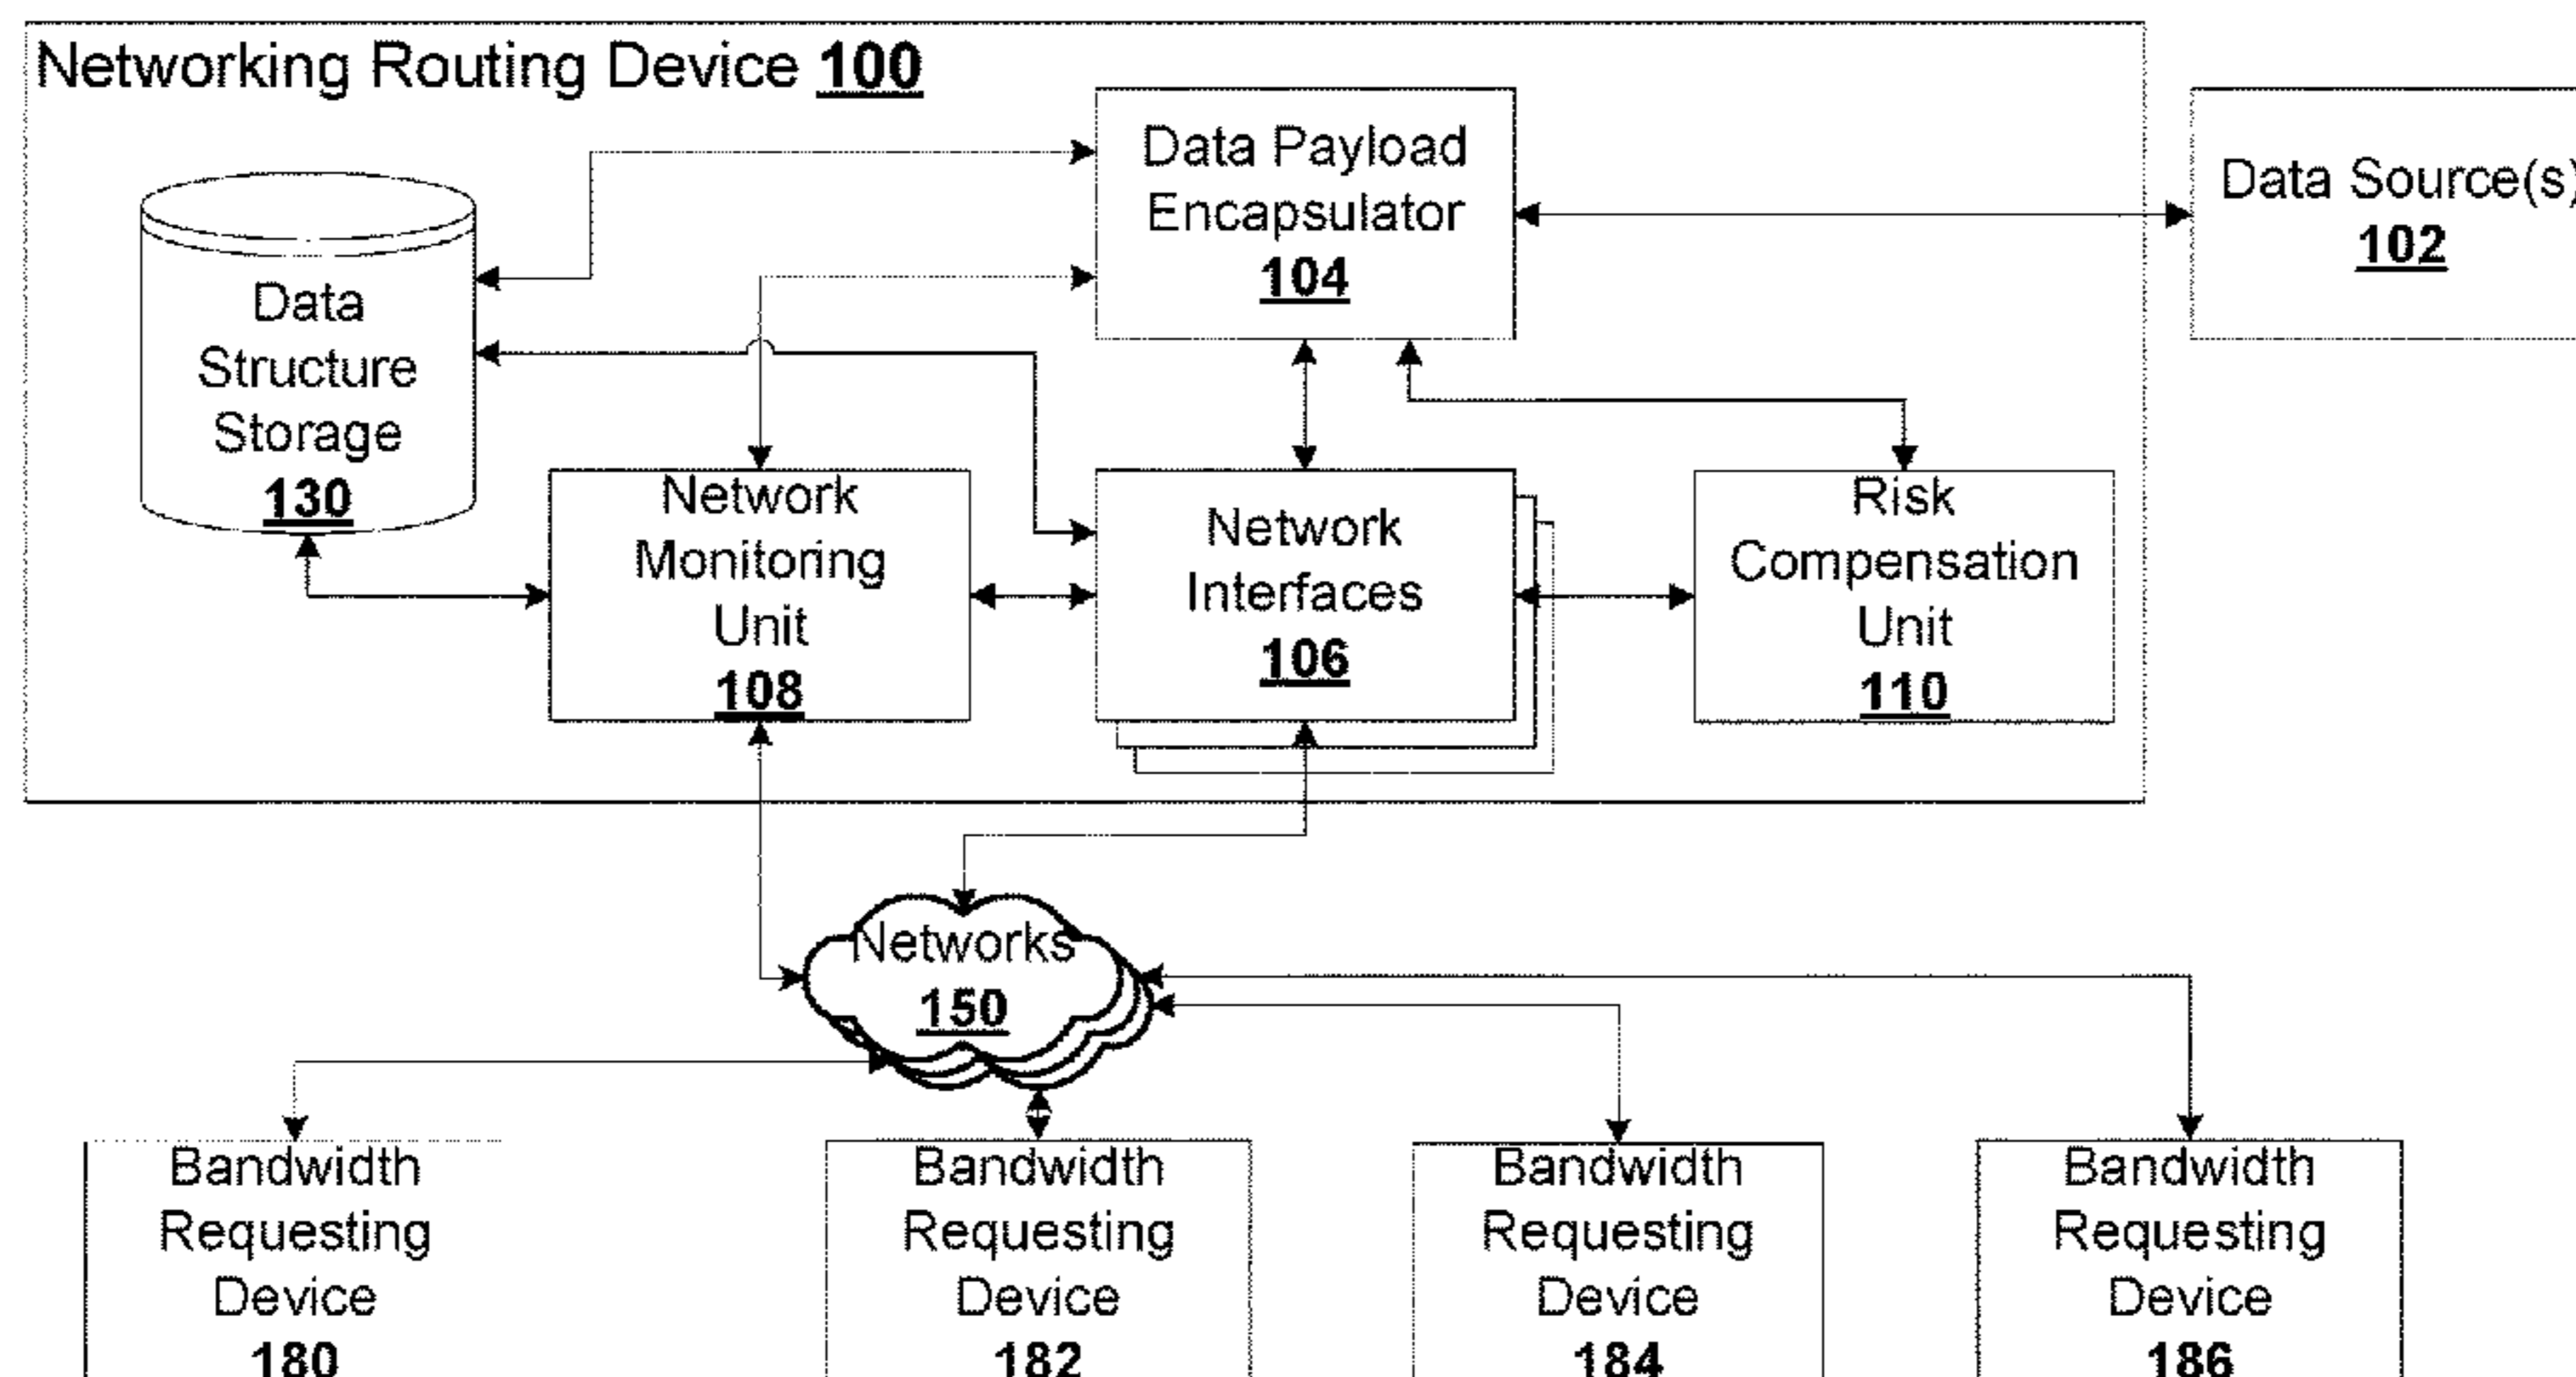 Networking Routing Device 100
Data Payload
Encapsulator
104
Data Source(s)
102
Data
Structure
Storage
130
Network
Monitoring
Unit
108
Network
Interfaces
106
Risk
Compensation
Unit
110
Networks
150
Bandwidth
Requesting
Device
180
Bandwidth
Requesting
Device
182
Bandwidth
Requesting
Device
184
Bandwidth
Requesting
Device
186